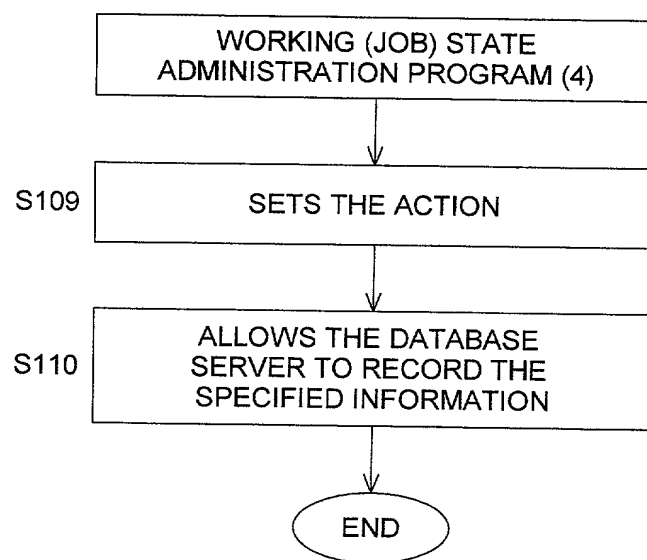 WORKING (JOB) STATE
ADMINISTRATION PROGRAM (4)
S109
SETS THE ACTION
S110
ALLOWS THE DATABASE
SERVER TO RECORD THE
SPECIFIED INFORMATION
END